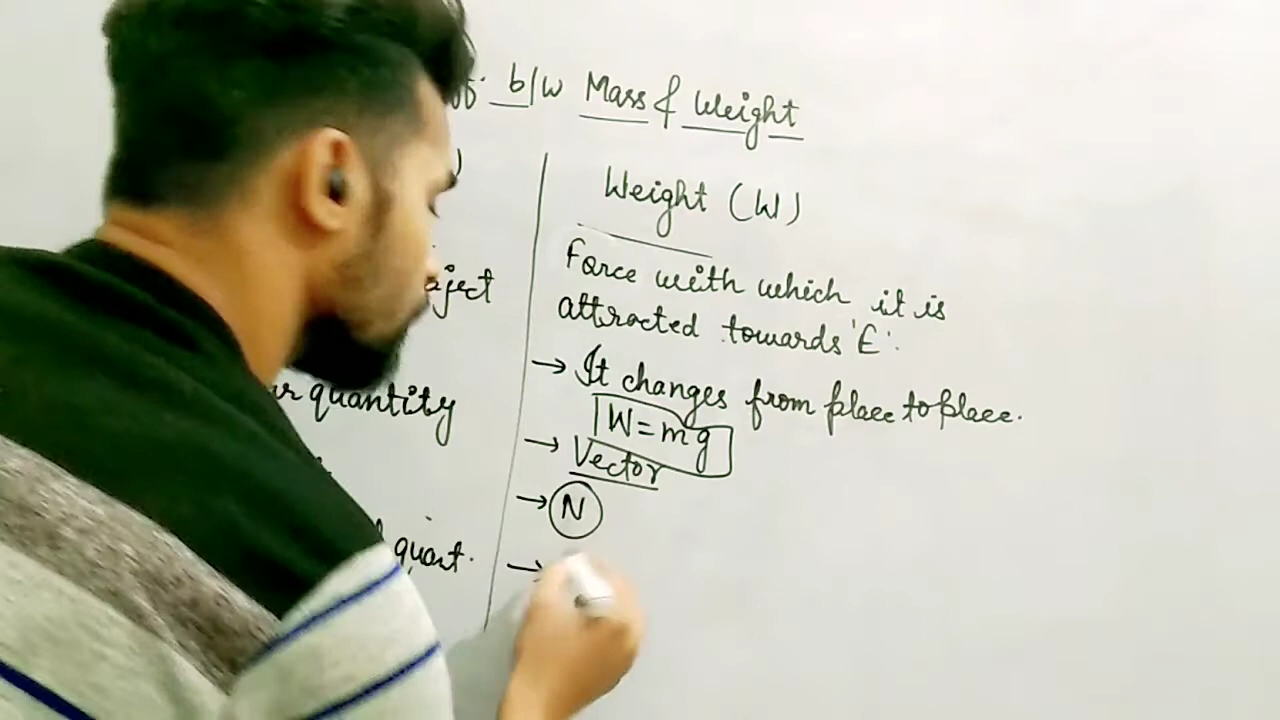 b/w Mass & Weight
quantity
quant.
Weight (W)
Force with which it is
attracted towards 'E'.
→ It changes from place to place.
W = mg
→ Vector
→ N
→